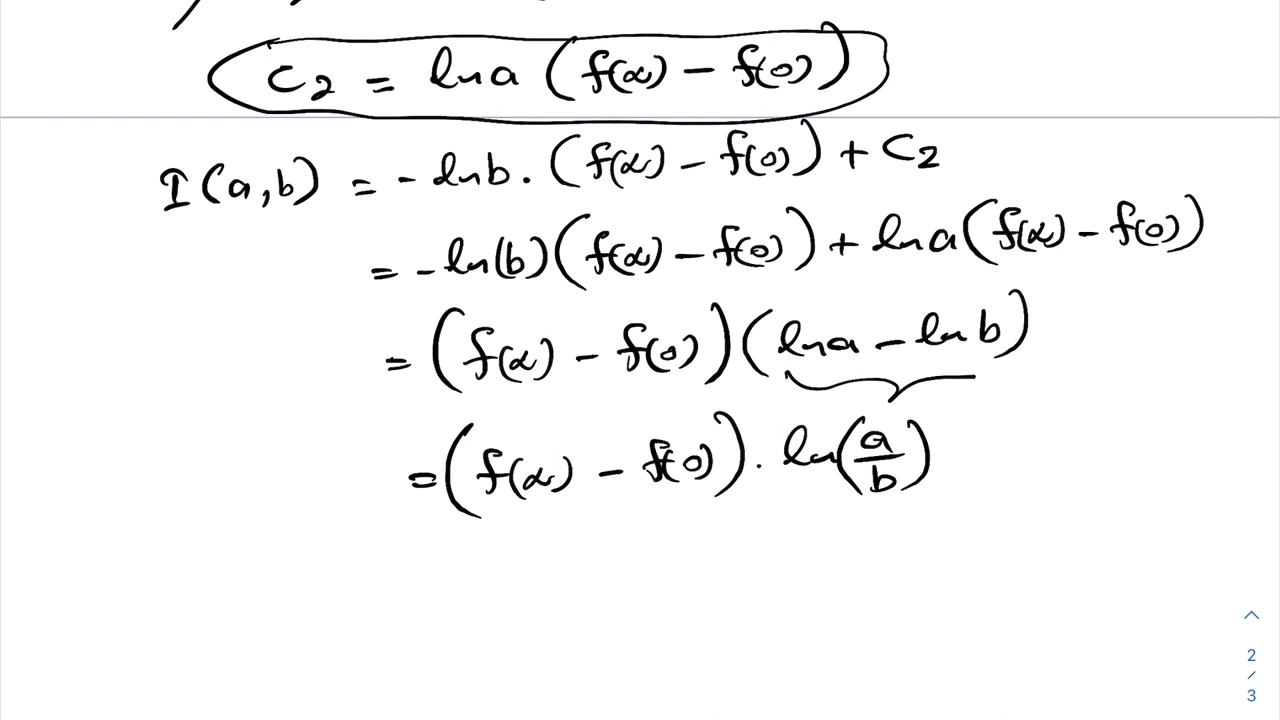 C₂ = ln a (f(α) − f(0))
I(a,b) = − ln b . (f(α) − f(0)) + C₂
= − ln(b) (f(α) − f(0)) + ln a (f(α) − f(0))
= (f(α) − f(0)) (ln a − ln b)
= (f(α) − f(0)) . ln(a/b)
2
/
3